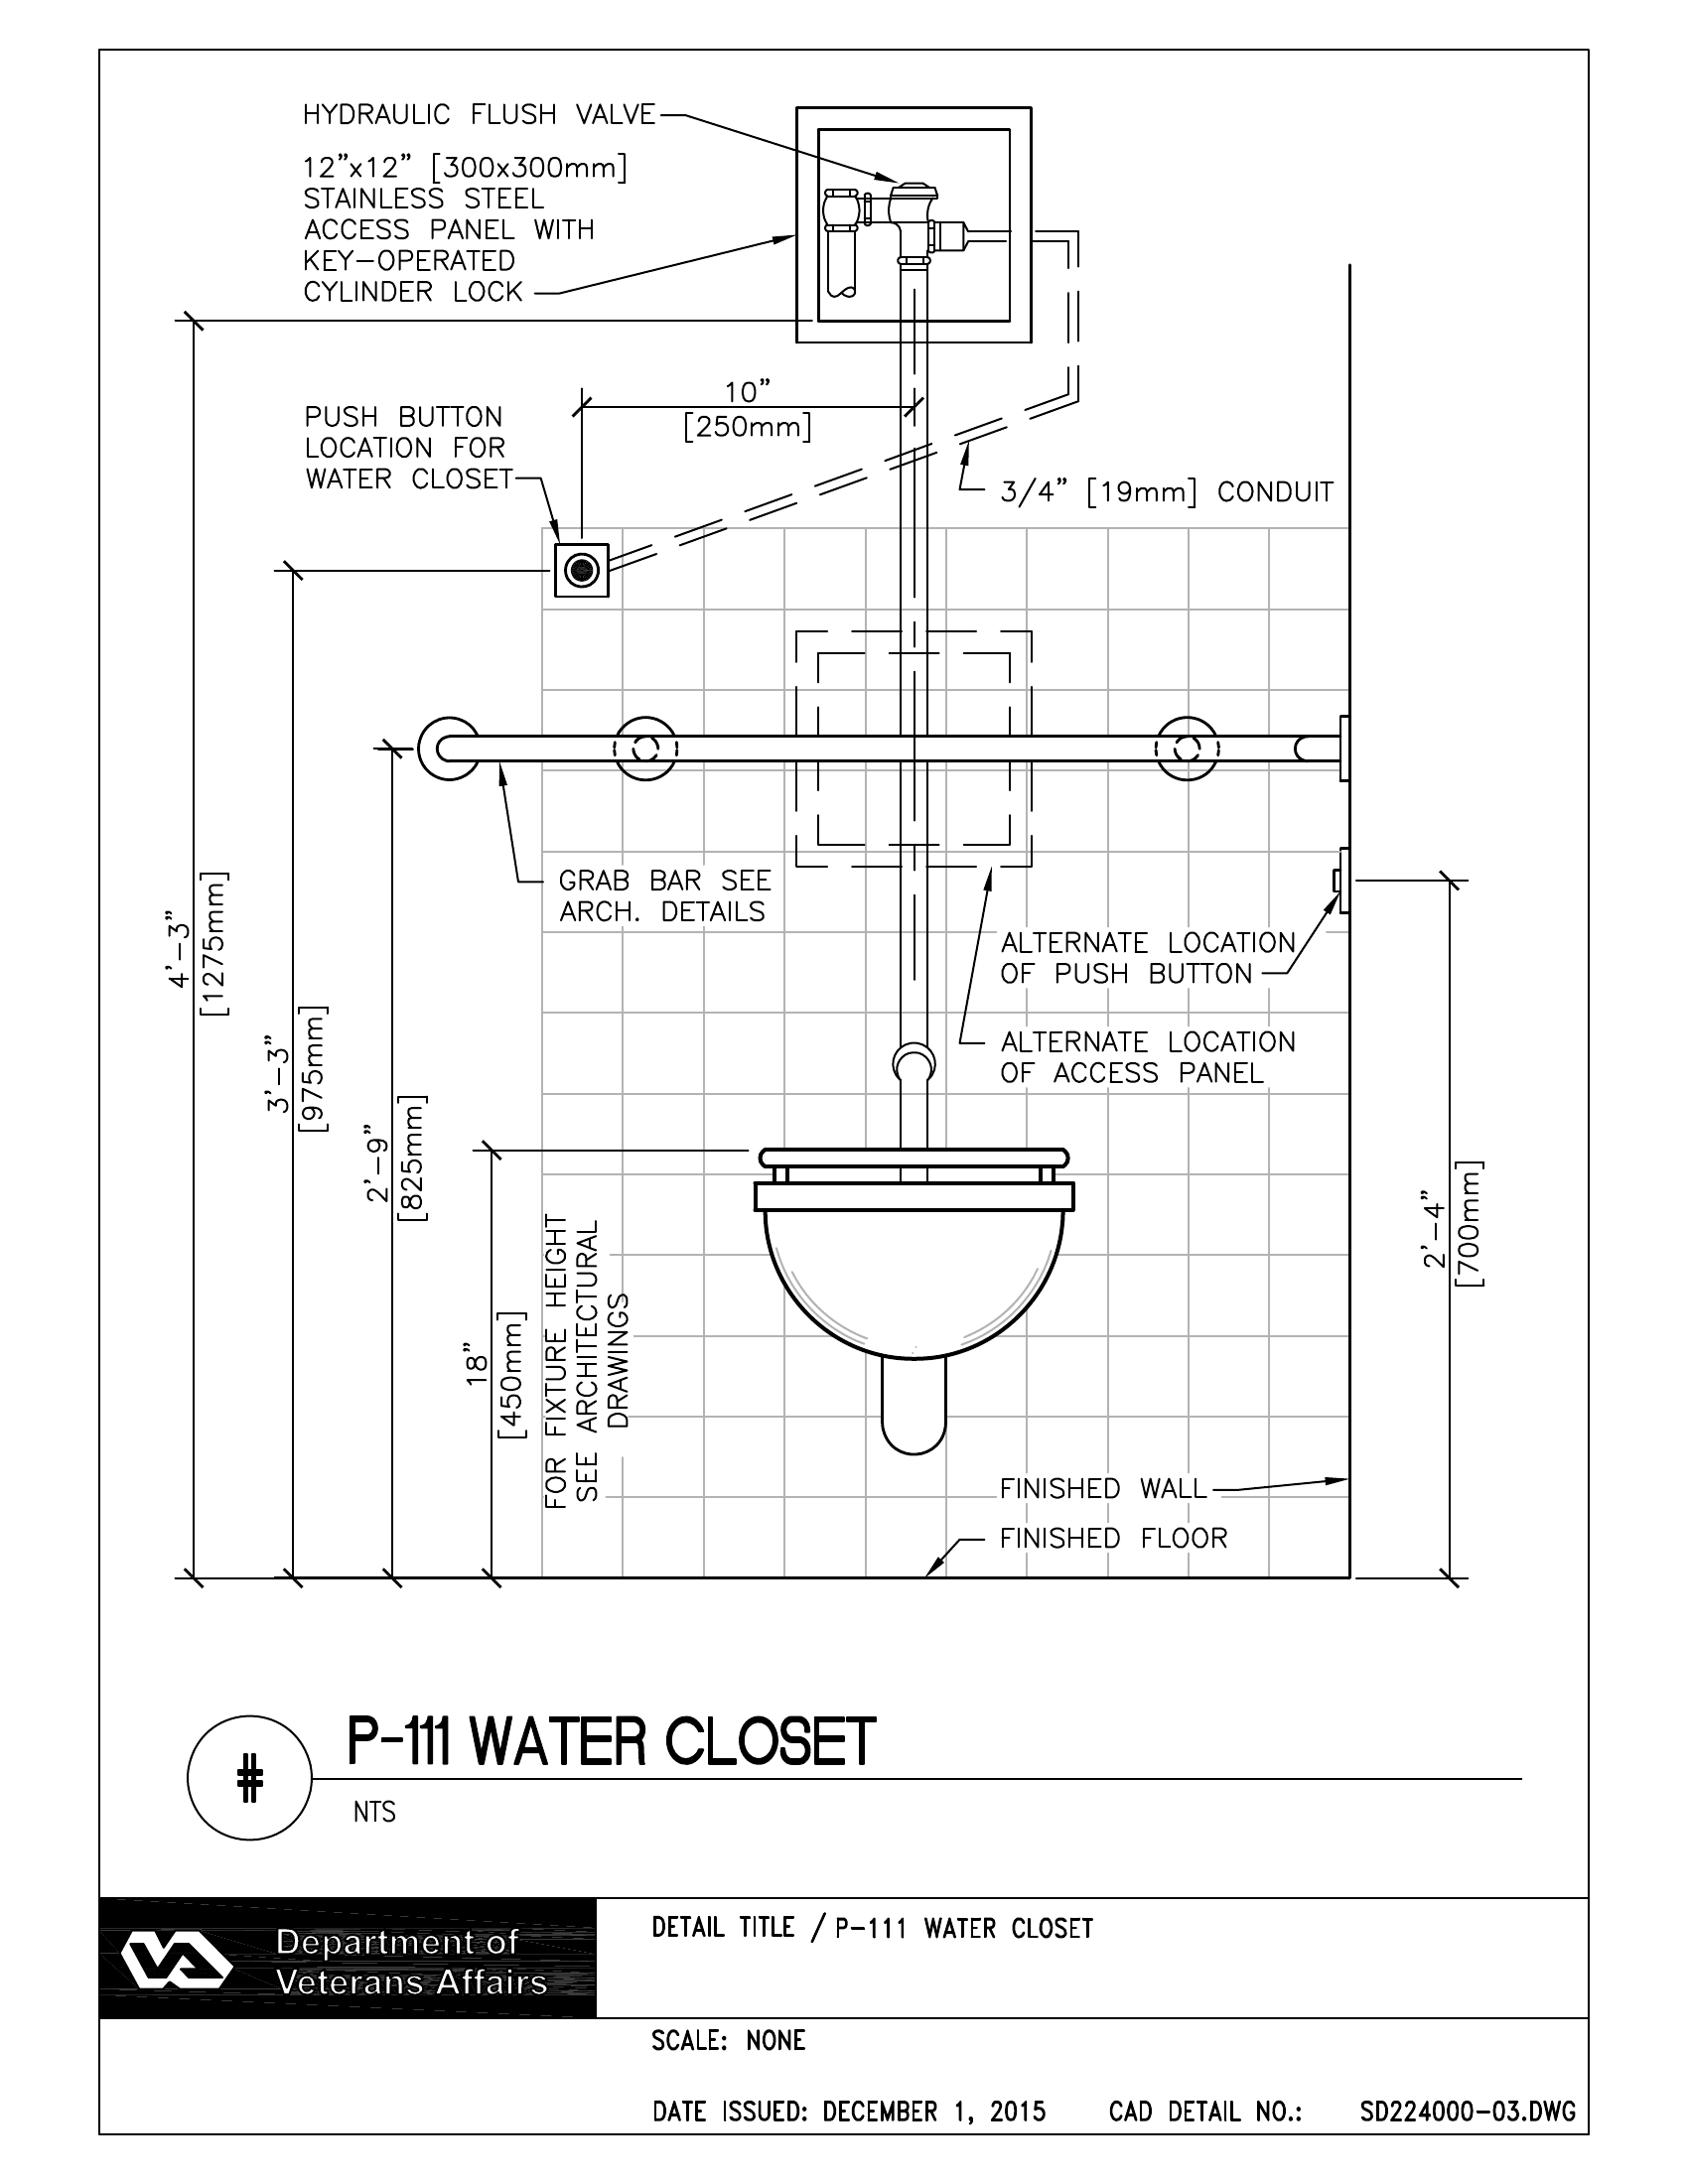 HYDRAULIC FLUSH VALVE
12"x12" [300x300mm]
STAINLESS STEEL
ACCESS PANEL WITH
KEY-OPERATED
CYLINDER LOCK
10"
[250mm]
PUSH BUTTON
LOCATION FOR
WATER CLOSET
3/4" [19mm] CONDUIT
GRAB BAR SEE
ARCH. DETAILS
4'-3"
[1275mm]
3'-3"
[975mm]
2'-9"
[825mm]
18"
[450mm]
FOR FIXTURE HEIGHT
SEE ARCHITECTURAL
DRAWINGS
ALTERNATE LOCATION
OF PUSH BUTTON
ALTERNATE LOCATION
OF ACCESS PANEL
2'-4"
[700mm]
FINISHED WALL
FINISHED FLOOR
#
P-111 WATER CLOSET
NTS
VA
Department of
Veterans Affairs
DETAIL TITLE / P-111 WATER CLOSET
SCALE: NONE
DATE ISSUED: DECEMBER 1, 2015 CAD DETAIL NO.: SD224000-03.DWG